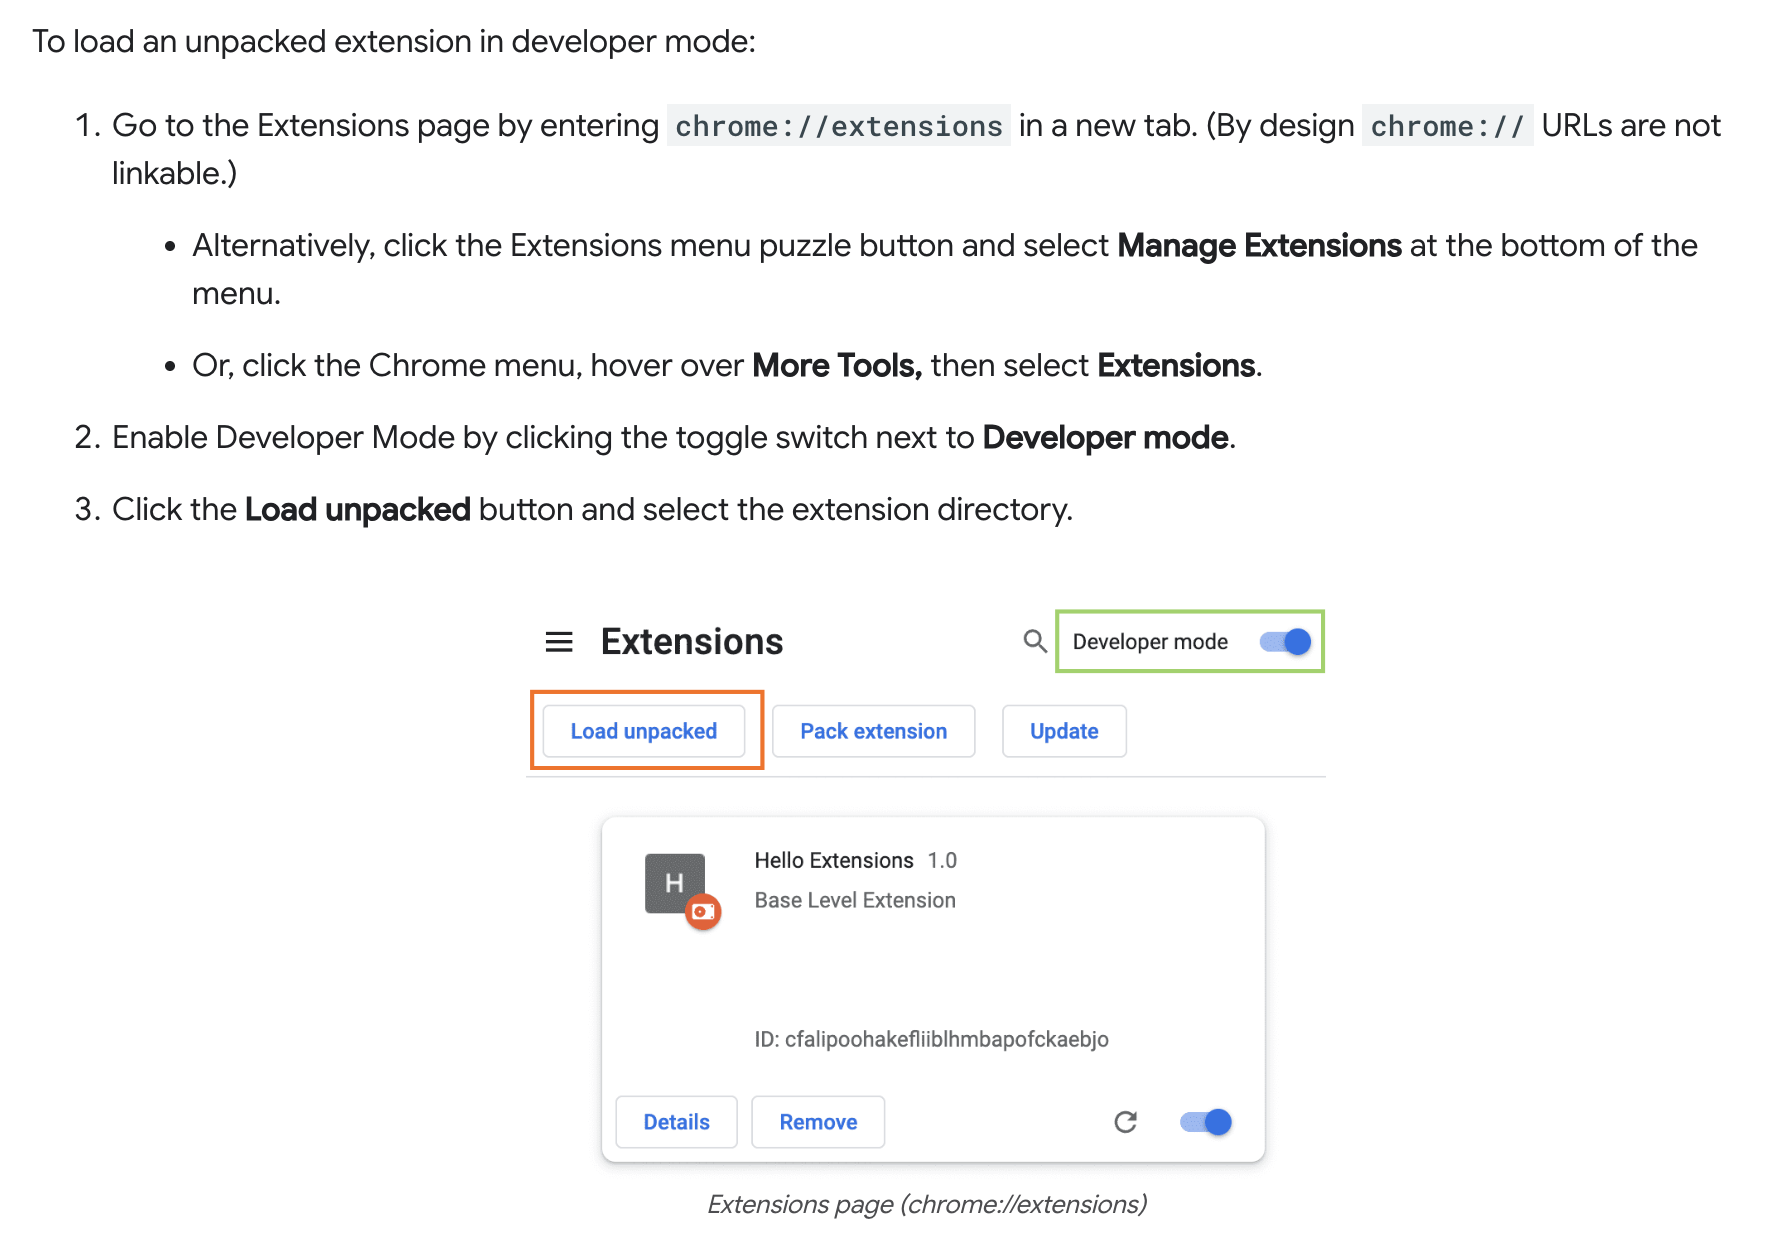 To load an unpacked extension in developer mode:
1. Go to the Extensions page by entering chrome://extensions in a new tab. (By design chrome:// URLs are not
linkable.)
• Alternatively, click the Extensions menu puzzle button and select Manage Extensions at the bottom of the
menu.
• Or, click the Chrome menu, hover over More Tools, then select Extensions.
2. Enable Developer Mode by clicking the toggle switch next to Developer mode.
3. Click the Load unpacked button and select the extension directory.
Extensions Developer mode
Load unpacked Pack extension Update
H Hello Extensions 1.0
Base Level Extension
ID: cfalipoohakefliiblhmbapofckaebjo
Details Remove
Extensions page (chrome://extensions)